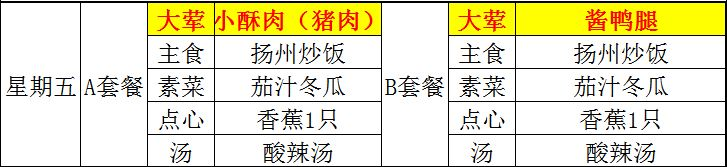 大荤 小酥肉（猪肉） 大荤 酱鸭腿
主食 扬州炒饭 主食 扬州炒饭
星期五 A套餐 素菜 茄汁冬瓜 B套餐 素菜 茄汁冬瓜
点心 香蕉1只 点心 香蕉1只
汤 酸辣汤 汤 酸辣汤